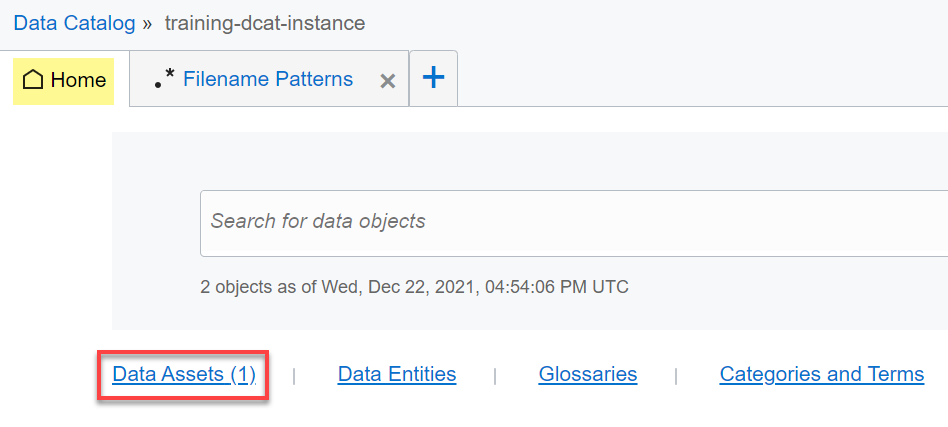 Data Catalog » training-dcat-instance
Home .* Filename Patterns × +
Search for data objects
2 objects as of Wed, Dec 22, 2021, 04:54:06 PM UTC
Data Assets (1) | Data Entities | Glossaries | Categories and Terms